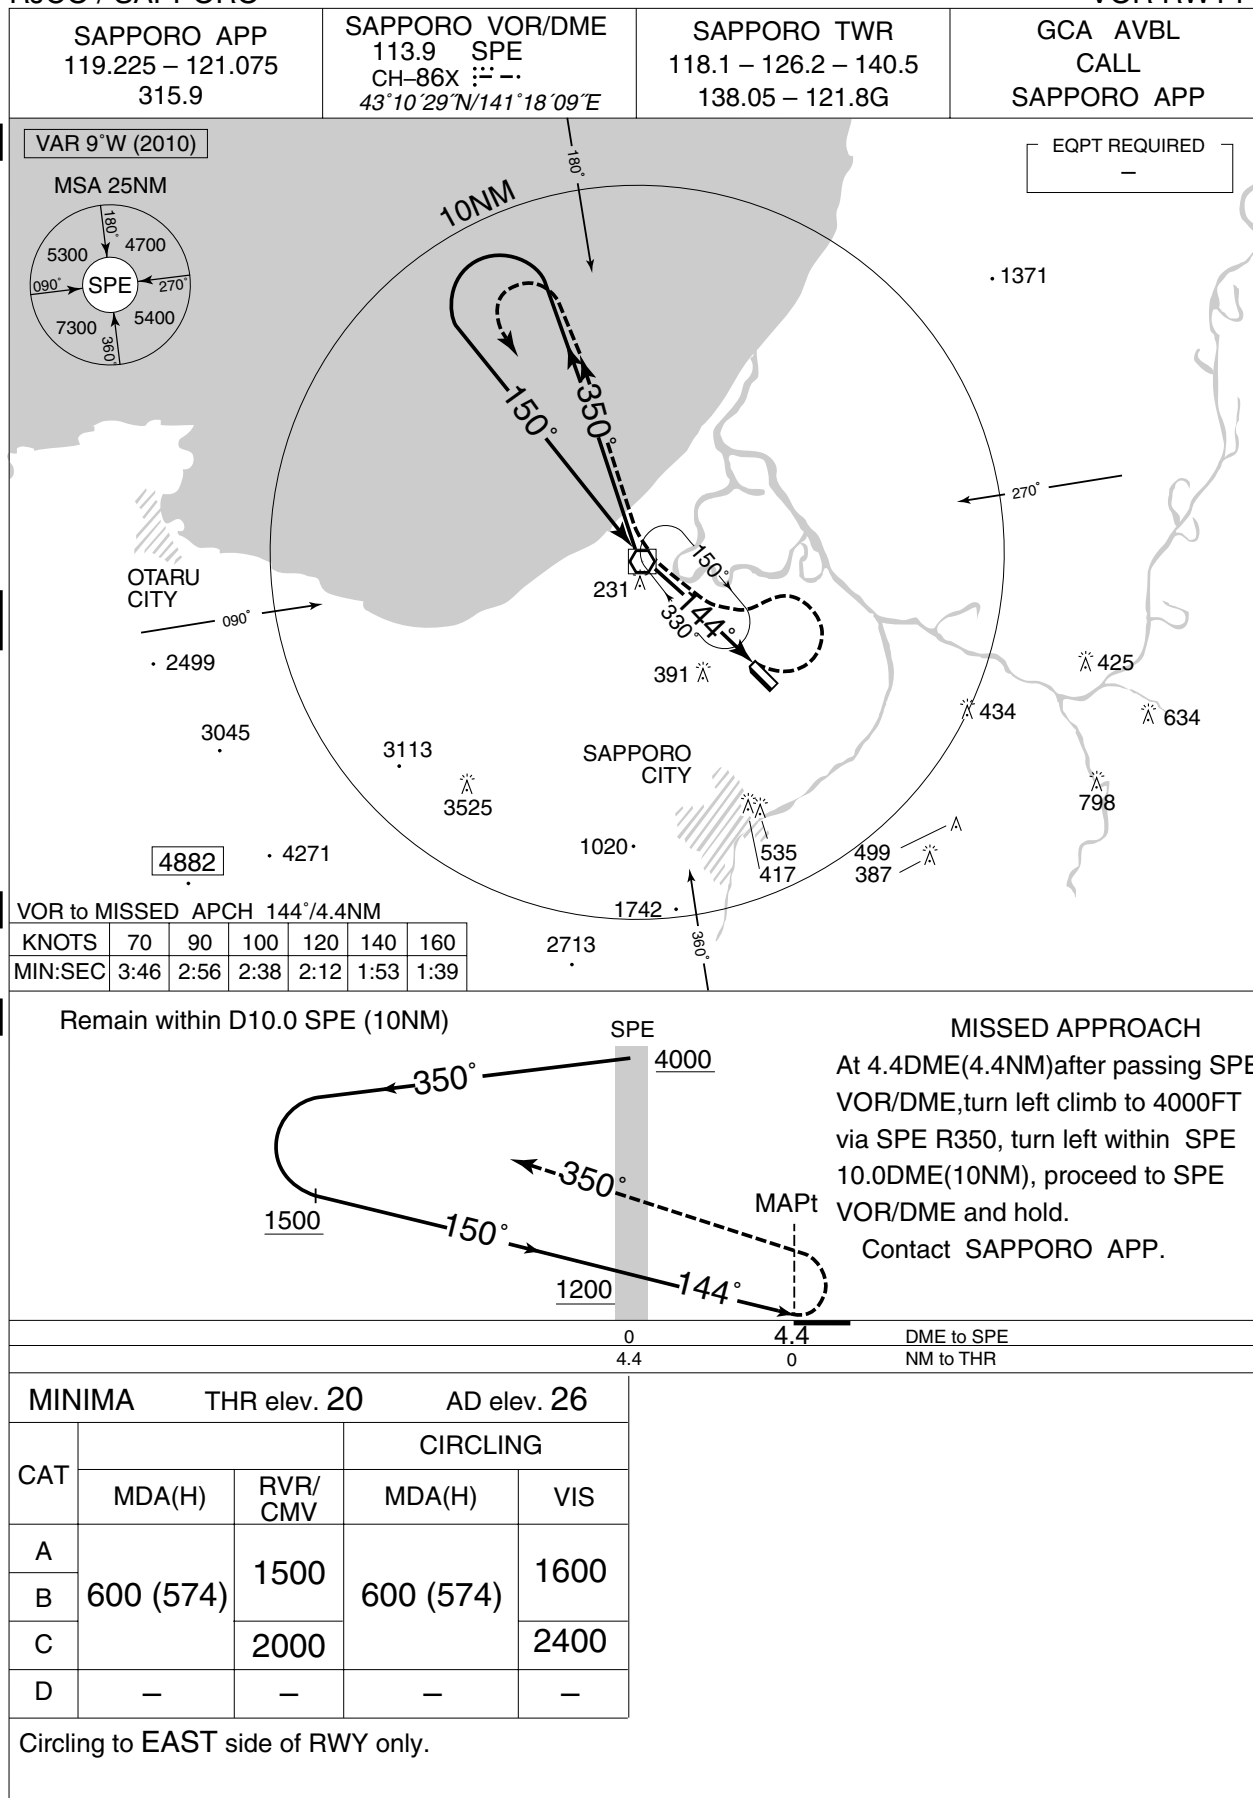 SAPPORO APP
119.225 – 121.075
315.9
SAPPORO VOR/DME
113.9 SPE
CH–86X
43°10´29˝N/141°18´09˝E
SAPPORO TWR
118.1 – 126.2 – 140.5
138.05 – 121.8G
GCA AVBL
CALL
SAPPORO APP
VAR 9°W (2010)
MSA 25NM
180°
5300
4700
090°
SPE
270°
7300
5400
360°
EQPT REQUIRED
–
180°
10NM
1371
150°
350°
270°
OTARU
CITY
090°
231
150°
330°
144°
2499
391
425
434
634
3045
3113
3525
SAPPORO
CITY
798
1020
535
417
499
387
4882
4271
1742
360°
2713
VOR to MISSED APCH 144°/4.4NM
KNOTS 70 90 100 120 140 160
MIN:SEC 3:46 2:56 2:38 2:12 1:53 1:39
Remain within D10.0 SPE (10NM)
SPE
4000
350°
350°
1500
150°
1200
144°
MAPt
MISSED APPROACH
At 4.4DME(4.4NM)after passing SPE
VOR/DME,turn left climb to 4000FT
via SPE R350, turn left within SPE
10.0DME(10NM), proceed to SPE
VOR/DME and hold.
Contact SAPPORO APP.
0 4.4 DME to SPE
4.4 0 NM to THR
MINIMA THR elev. 20 AD elev. 26
CAT
CIRCLING
MDA(H) RVR/
CMV
MDA(H) VIS
A
B
C
D
600 (574)
1500
2000
600 (574)
1600
2400
– – – –
Circling to EAST side of RWY only.